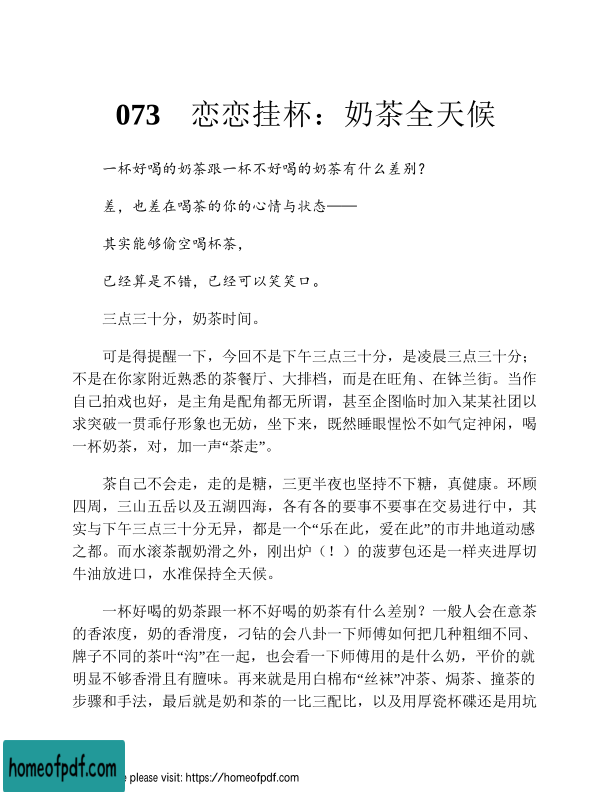 073　恋恋挂杯：奶茶全天候
一杯好喝的奶茶跟一杯不好喝的奶茶有什么差别？
差，也差在喝茶的你的心情与状态——
其实能够偷空喝杯茶，
已经算是不错，已经可以笑笑口。
三点三十分，奶茶时间。
可是得提醒一下，今回不是下午三点三十分，是凌晨三点三十分；
不是在你家附近熟悉的茶餐厅、大排档，而是在旺角、在钵兰街。当作
自己拍戏也好，是主角是配角都无所谓，甚至企图临时加入某某社团以
求突破一贯乖仔形象也无妨，坐下来，既然睡眼惺忪不如气定神闲，喝
一杯奶茶，对，加一声“茶走”。
茶自己不会走，走的是糖，三更半夜也坚持不下糖，真健康。环顾
四周，三山五岳以及五湖四海，各有各的要事不要事在交易进行中，其
实与下午三点三十分无异，都是一个“乐在此，爱在此”的市井地道动感
之都。而水滚茶靓奶滑之外，刚出炉（！）的菠萝包还是一样夹进厚切
牛油放进口，水准保持全天候。
一杯好喝的奶茶跟一杯不好喝的奶茶有什么差别？一般人会在意茶
的香浓度，奶的香滑度，刁钻的会八卦一下师傅如何把几种粗细不同、
牌子不同的茶叶“沟”在一起，也会看一下师傅用的是什么奶，平价的就
明显不够香滑且有膻味。再来就是用白棉布“丝袜”冲茶、焗茶、撞茶的
步骤和手法，最后就是奶和茶的一比三配比，以及用厚瓷杯碟还是用坑
homeofpdf.com
e please visit: https://homeofpdf.com